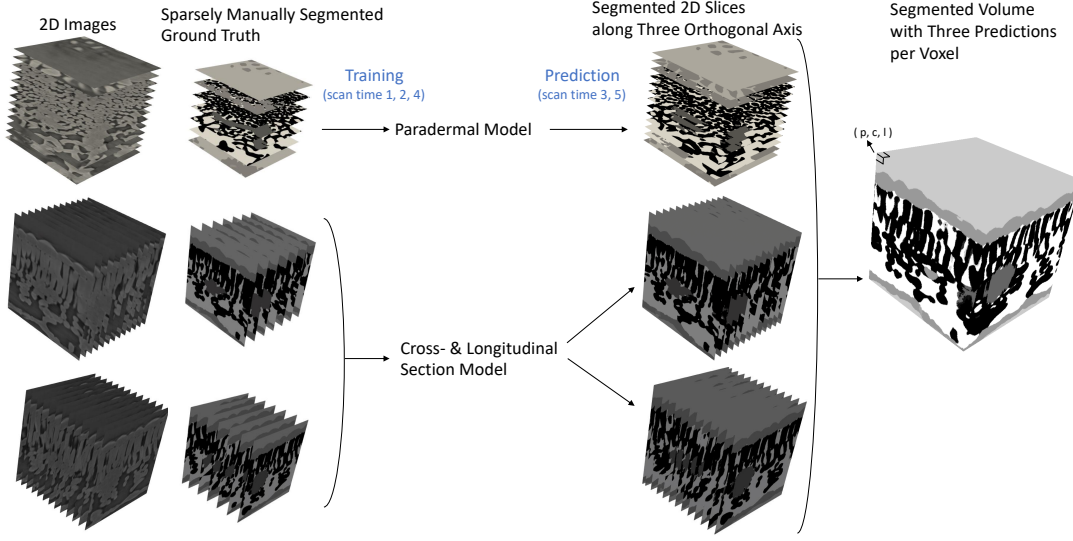 2D Images
Sparsely Manually Segmented
Ground Truth
Segmented 2D Slices
along Three Orthogonal Axis
Segmented Volume
with Three Predictions
per Voxel
Training
(scan time 1, 2, 4)
Prediction
(scan time 3, 5)
Paradermal Model
( p, c, l )
Cross- & Longitudinal
Section Model